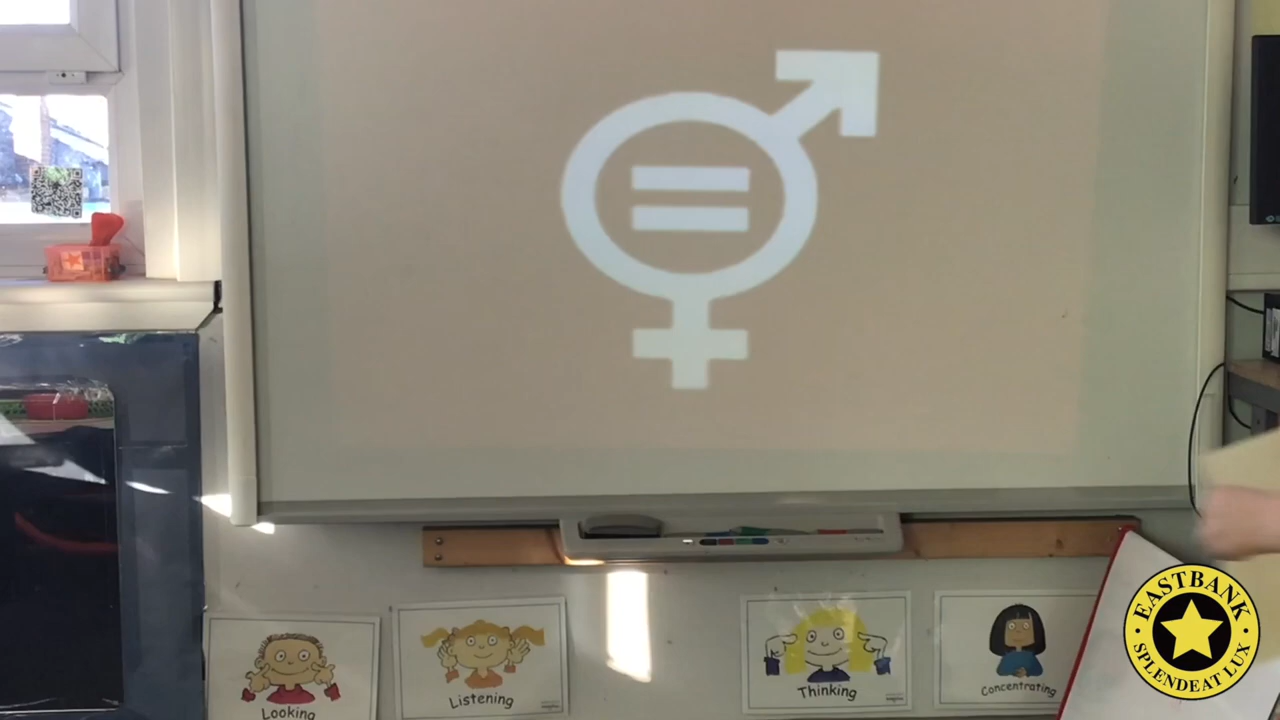 Looking
Listening
Thinking
Concentrating
EASTBANK
SPLENDEAT LUX